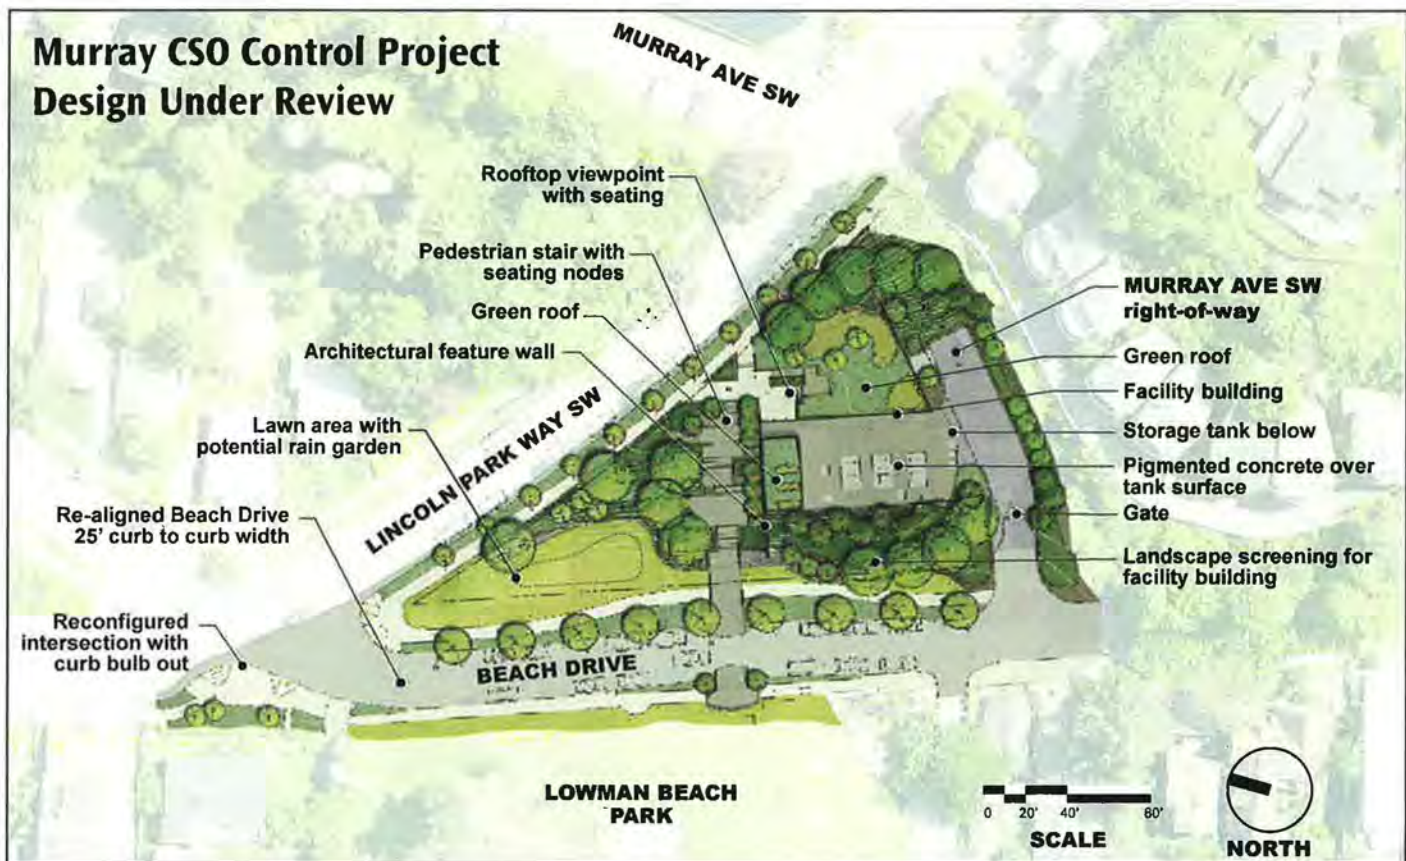 Murray CSO Control Project
Design Under Review
MURRAY AVE SW
Rooftop viewpoint
with seating
Pedestrian stair with
seating nodes
Green roof
Architectural feature wall
Lawn area with
potential rain garden
LINCOLN PARK WAY SW
Re-aligned Beach Drive
25' curb to curb width
Reconfigured
intersection with
curb bulb out
MURRAY AVE SW
right-of-way
Green roof
Facility building
Storage tank below
Pigmented concrete over
tank surface
Gate
Landscape screening for
facility building
BEACH DRIVE
LOWMAN BEACH
PARK
0 20' 40' 80'
SCALE
NORTH